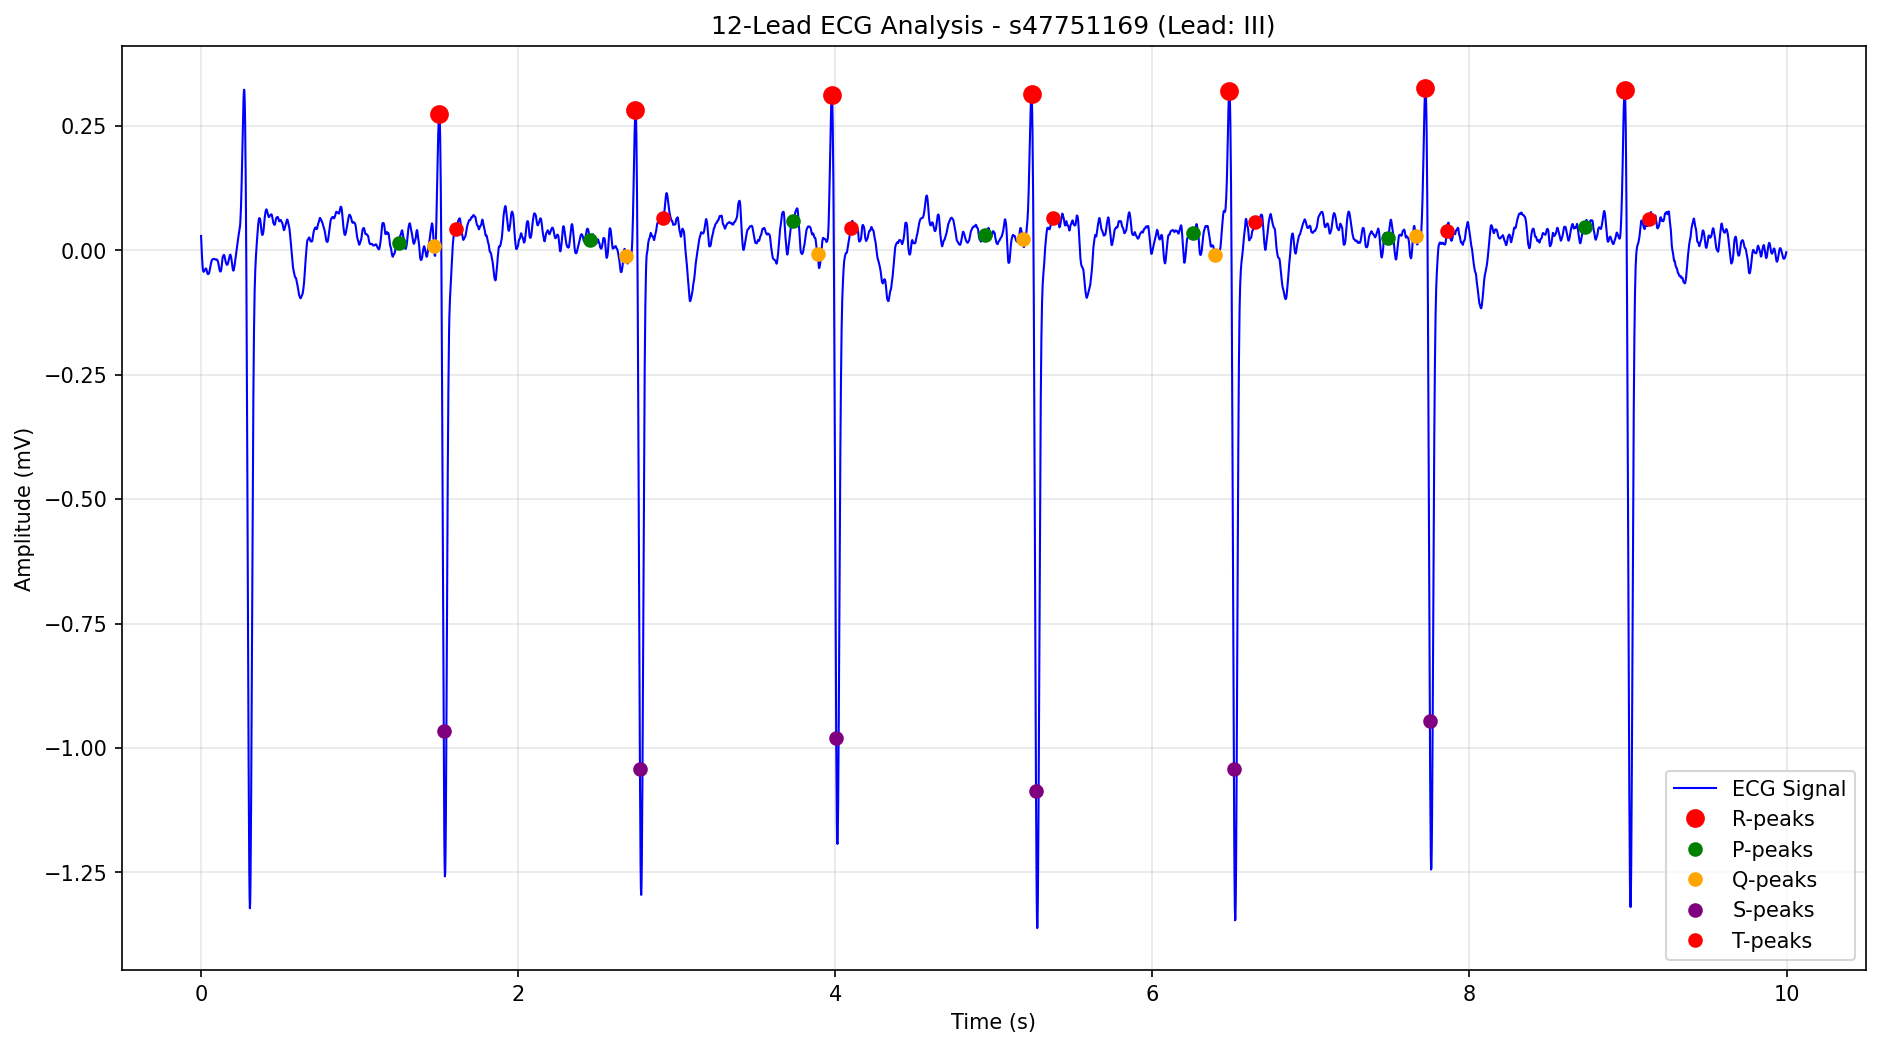 12-Lead ECG Analysis - s47751169 (Lead: III)
Amplitude (mV)
0.25
0.00
−0.25
−0.50
−0.75
−1.00
−1.25
ECG Signal
R-peaks
P-peaks
Q-peaks
S-peaks
T-peaks
0 2 4 6 8 10
Time (s)